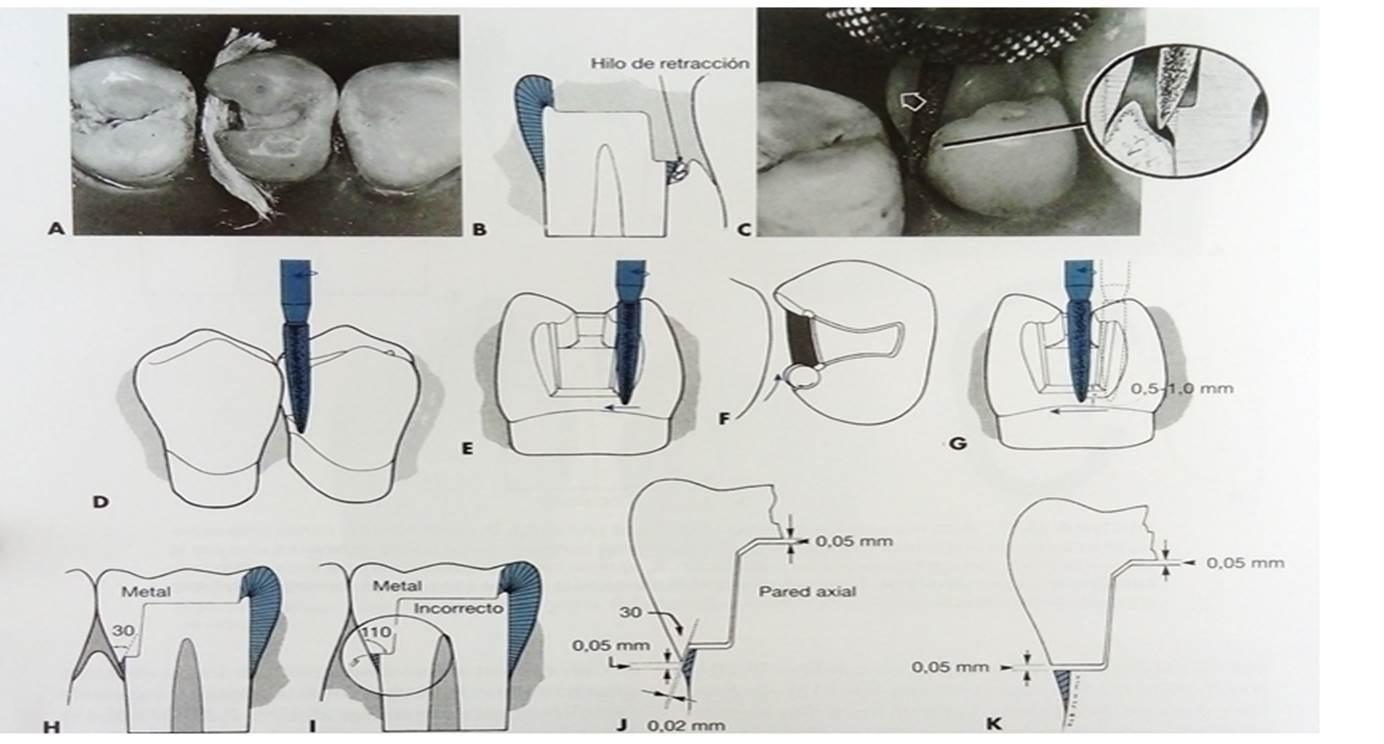 Hilo de retracción
A
B
C
0,5-1,0 mm
D
E
F
G
Metal
30
H
Metal
Incorrecto
110
I
0,05 mm
Pared axial
30
0,05 mm
L
0,02 mm
J
0,05 mm
0,05 mm
K